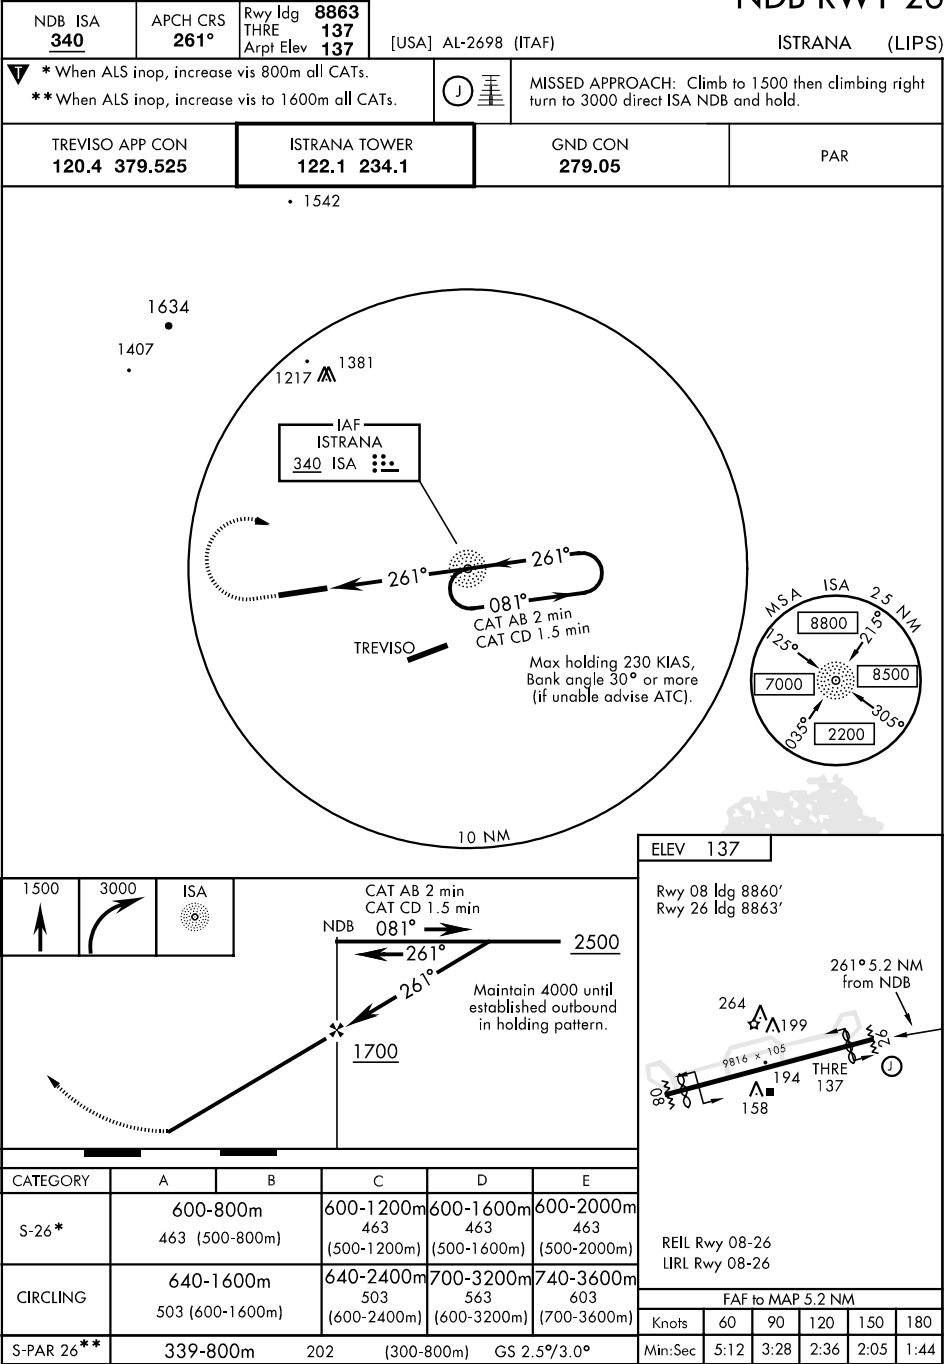 NDB RWY 26
NDB ISA
340
APCH CRS
261°
Rwy ldg 8863
THRE 137
Arpt Elev 137
[USA] AL-2698 (ITAF)
ISTRANA (LIPS)
T * When ALS inop, increase vis 800m all CATs.
** When ALS inop, increase vis to 1600m all CATs.
J
MISSED APPROACH: Climb to 1500 then climbing right
turn to 3000 direct ISA NDB and hold.
TREVISO APP CON
120.4 379.525
ISTRANA TOWER
122.1 234.1
GND CON
279.05
PAR
1542
1634
1407
1217
1381
IAF
ISTRANA
340 ISA
261°
261°
081°
CAT AB 2 min
CAT CD 1.5 min
TREVISO
Max holding 230 KIAS,
Bank angle 30° or more
(if unable advise ATC).
MSA ISA 25 NM
8800
125°
215°
7000
8500
035°
305°
2200
10 NM
ELEV 137
Rwy 08 ldg 8860'
Rwy 26 ldg 8863'
261° 5.2 NM
from NDB
264
199
26
9816 x 105
THRE
137
J
194
158
08
REIL Rwy 08-26
LIRL Rwy 08-26
1500
3000
ISA
CAT AB 2 min
CAT CD 1.5 min
NDB 081°
261°
2500
261°
Maintain 4000 until
established outbound
in holding pattern.
1700
CATEGORY A B C D E
S-26* 600-800m 600-1200m 600-1600m 600-2000m
463 (500-800m) 463 463 463
(500-1200m) (500-1600m) (500-2000m)
CIRCLING 640-1600m 640-2400m 700-3200m 740-3600m
503 (600-1600m) 503 563 603
(600-2400m) (600-3200m) (700-3600m)
S-PAR 26** 339-800m 202 (300-800m) GS 2.5°/3.0°
FAF to MAP 5.2 NM
Knots 60 90 120 150 180
Min:Sec 5:12 3:28 2:36 2:05 1:44